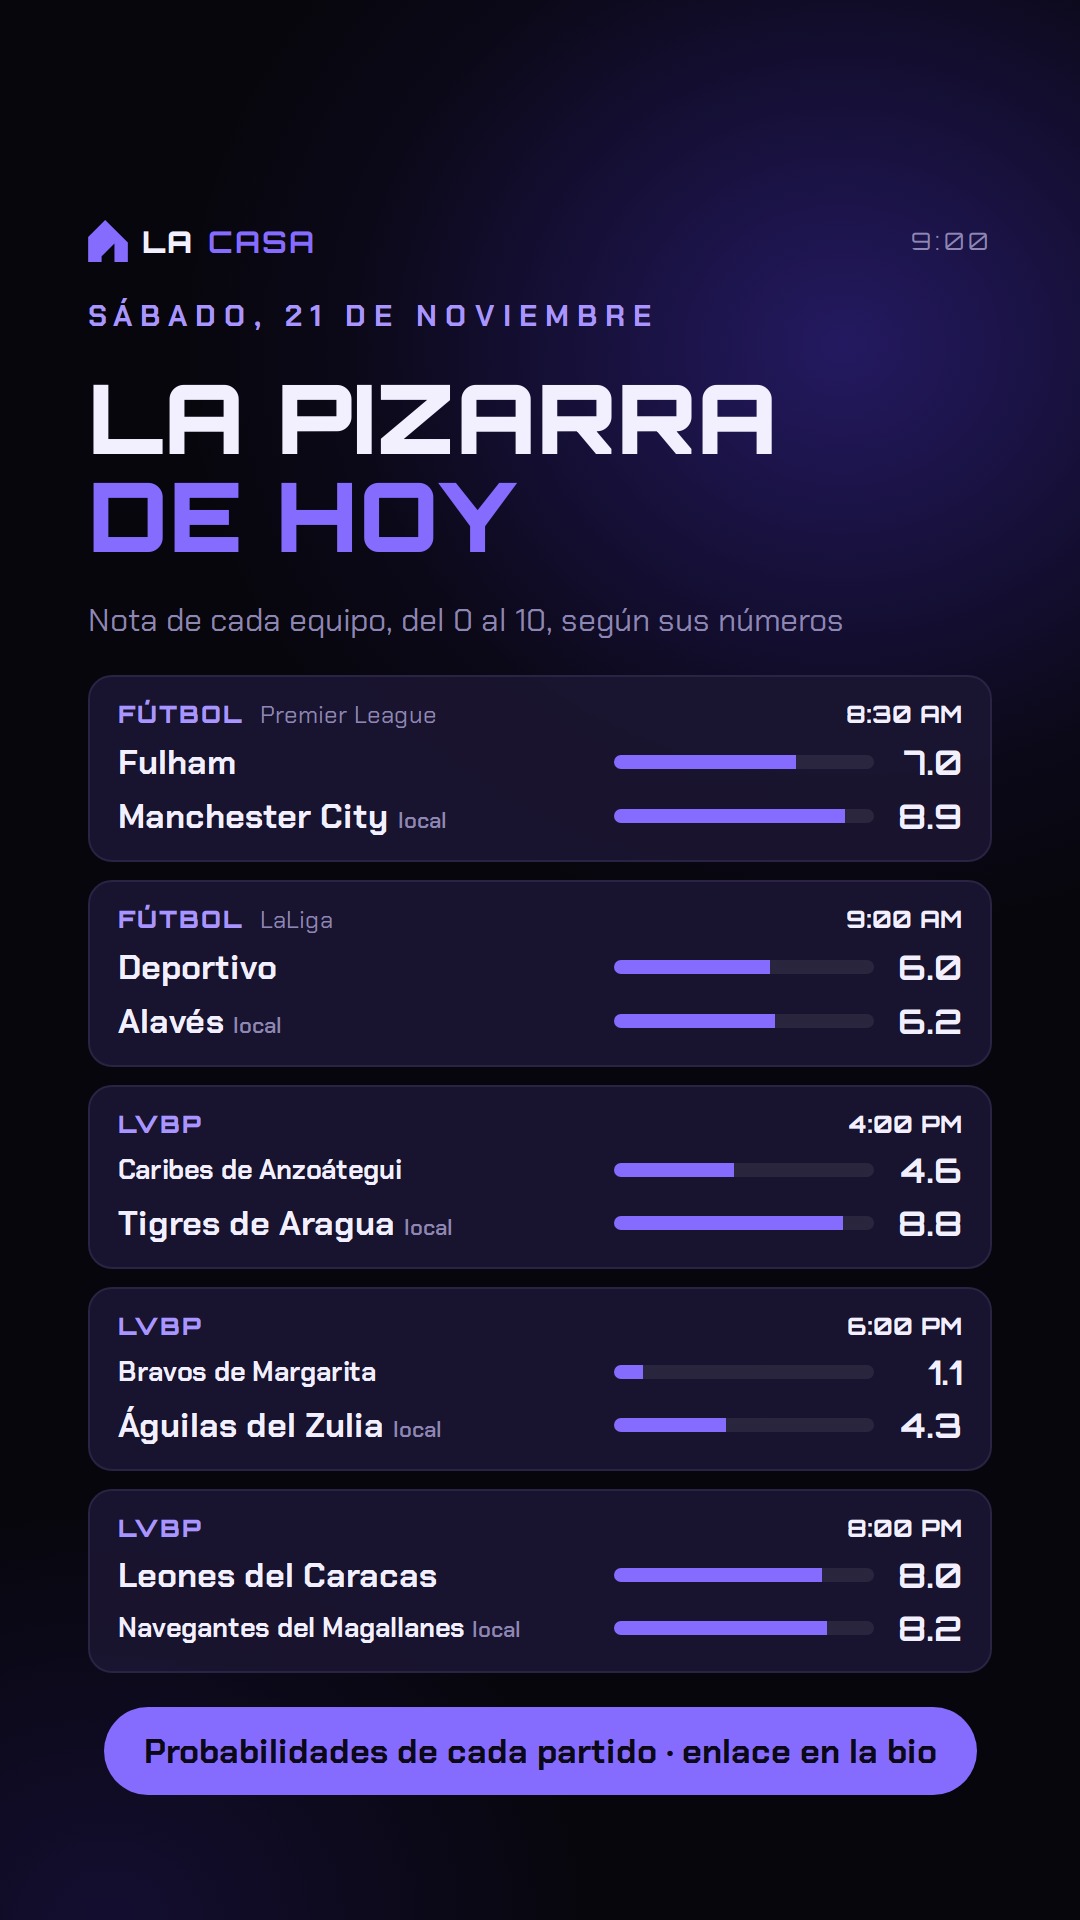 LA CASA 9:00
SÁBADO, 21 DE NOVIEMBRE
LA PIZARRA
DE HOY
Nota de cada equipo, del 0 al 10, según sus números
FÚTBOL Premier League 8:30 AM
Fulham 7.0
Manchester City local 8.9
FÚTBOL LaLiga 9:00 AM
Deportivo 6.0
Alavés local 6.2
LVBP 4:00 PM
Caribes de Anzoátegui 4.6
Tigres de Aragua local 8.8
LVBP 6:00 PM
Bravos de Margarita 1.1
Águilas del Zulia local 4.3
LVBP 8:00 PM
Leones del Caracas 8.0
Navegantes del Magallanes local 8.2
Probabilidades de cada partido · enlace en la bio